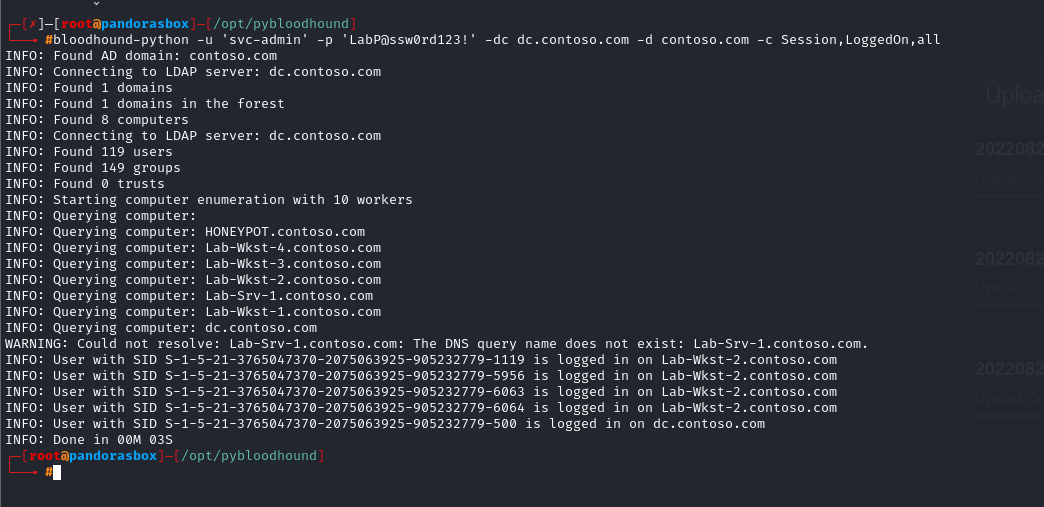 ┌─[✗]─[root@pandorasbox]─[/opt/pybloodhound]
└──╼ #bloodhound-python -u 'svc-admin' -p 'LabP@ssw0rd123!' -dc dc.contoso.com -d contoso.com -c Session,LoggedOn,all
INFO: Found AD domain: contoso.com
INFO: Connecting to LDAP server: dc.contoso.com
INFO: Found 1 domains
INFO: Found 1 domains in the forest
INFO: Found 8 computers
INFO: Connecting to LDAP server: dc.contoso.com
INFO: Found 119 users
INFO: Found 149 groups
INFO: Found 0 trusts
INFO: Starting computer enumeration with 10 workers
INFO: Querying computer:
INFO: Querying computer: HONEYPOT.contoso.com
INFO: Querying computer: Lab-Wkst-4.contoso.com
INFO: Querying computer: Lab-Wkst-3.contoso.com
INFO: Querying computer: Lab-Wkst-2.contoso.com
INFO: Querying computer: Lab-Srv-1.contoso.com
INFO: Querying computer: Lab-Wkst-1.contoso.com
INFO: Querying computer: dc.contoso.com
WARNING: Could not resolve: Lab-Srv-1.contoso.com: The DNS query name does not exist: Lab-Srv-1.contoso.com.
INFO: User with SID S-1-5-21-3765047370-2075063925-905232779-1119 is logged in on Lab-Wkst-2.contoso.com
INFO: User with SID S-1-5-21-3765047370-2075063925-905232779-5956 is logged in on Lab-Wkst-2.contoso.com
INFO: User with SID S-1-5-21-3765047370-2075063925-905232779-6063 is logged in on Lab-Wkst-2.contoso.com
INFO: User with SID S-1-5-21-3765047370-2075063925-905232779-6064 is logged in on Lab-Wkst-2.contoso.com
INFO: User with SID S-1-5-21-3765047370-2075063925-905232779-500 is logged in on dc.contoso.com
INFO: Done in 00M 03S
┌─[root@pandorasbox]─[/opt/pybloodhound]
└──╼ #
Uploa
2022082
Upload Co
2022082
Upload Co
2022082
Upload Co